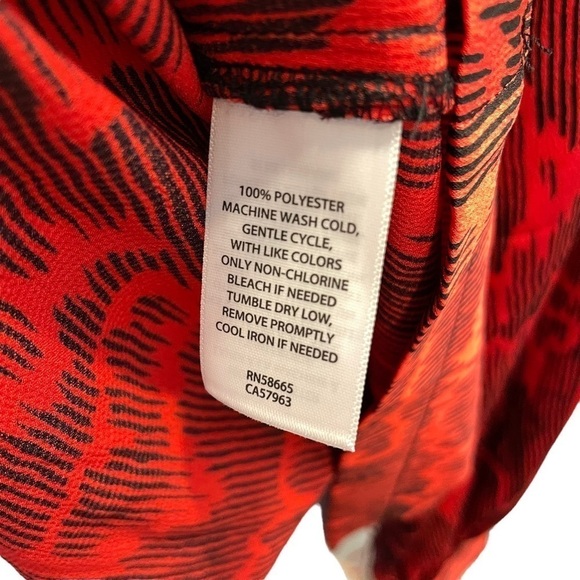 100% POLYESTER
MACHINE WASH COLD,
GENTLE CYCLE,
WITH LIKE COLORS
ONLY NON-CHLORINE
BLEACH IF NEEDED
TUMBLE DRY LOW,
REMOVE PROMPTLY
COOL IRON IF NEEDED
RN58665
CA57963